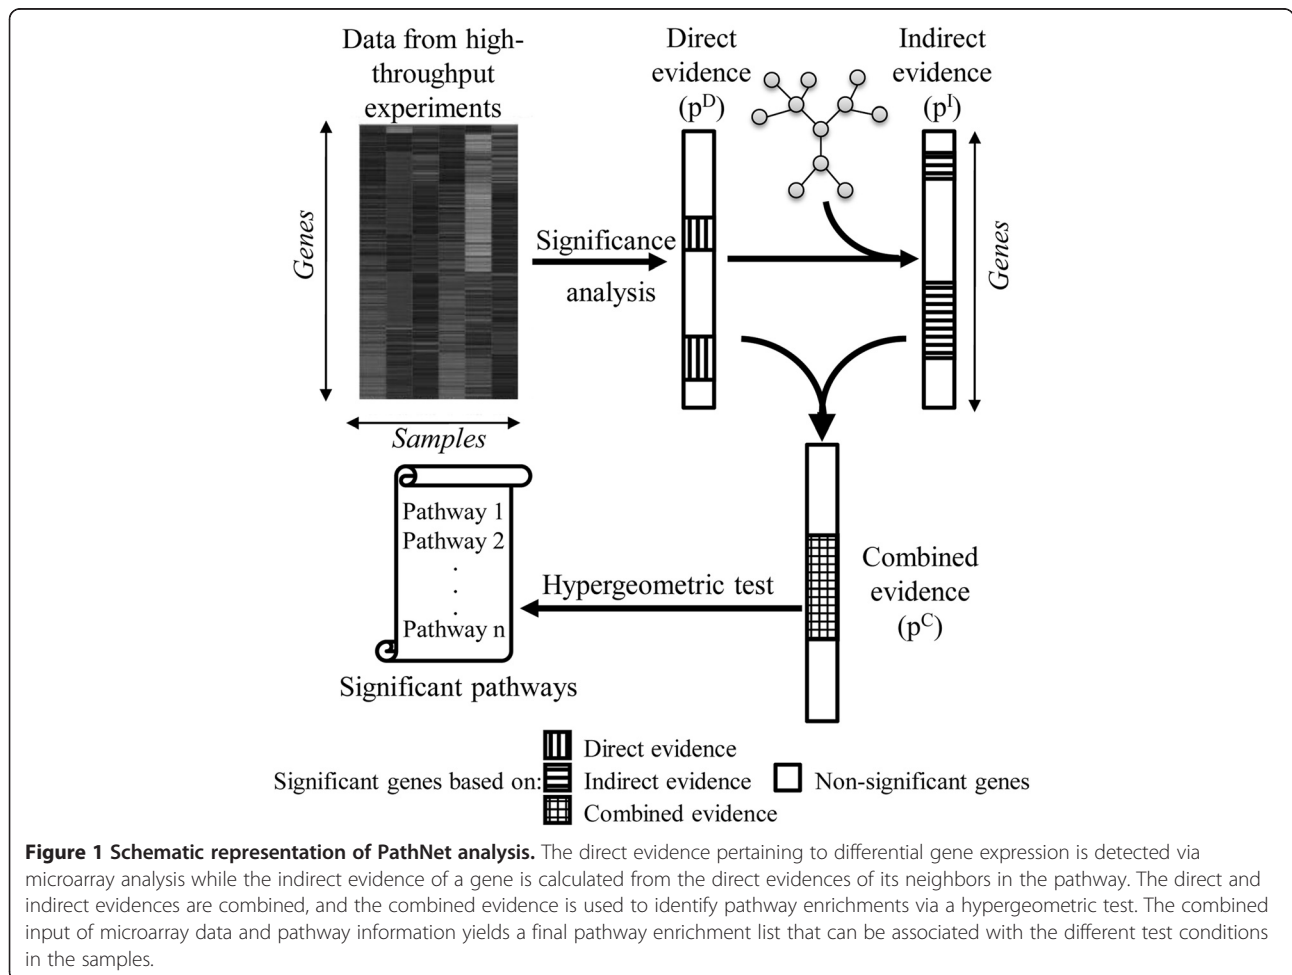 Data from high-
throughput
experiments
Direct
evidence
(p^D)
Indirect
evidence
(p^I)
Genes
Significance
analysis
Genes
Samples
Pathway 1
Pathway 2
.
.
.
Pathway n
Hypergeometric test
Combined
evidence
(p^C)
Significant pathways
Direct evidence
Significant genes based on: Indirect evidence Non-significant genes
Combined evidence
Figure 1 Schematic representation of PathNet analysis. The direct evidence pertaining to differential gene expression is detected via
microarray analysis while the indirect evidence of a gene is calculated from the direct evidences of its neighbors in the pathway. The direct and
indirect evidences are combined, and the combined evidence is used to identify pathway enrichments via a hypergeometric test. The combined
input of microarray data and pathway information yields a final pathway enrichment list that can be associated with the different test conditions
in the samples.